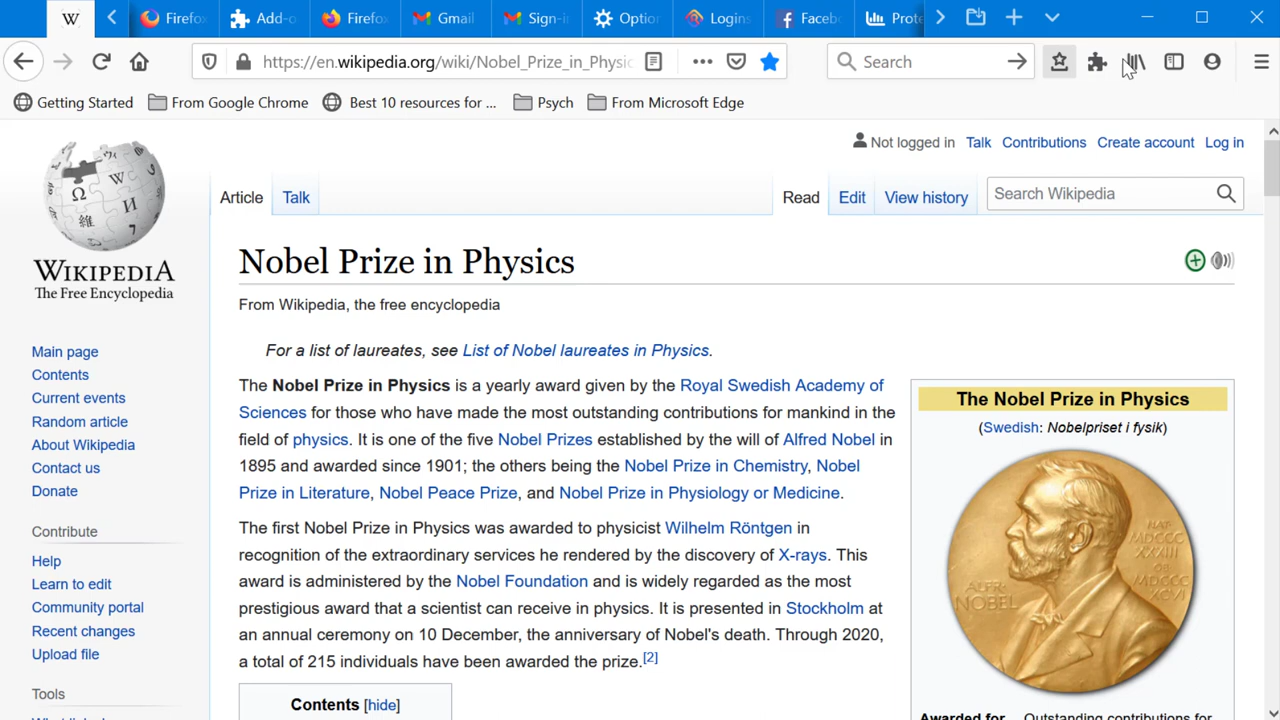 W Firefox Add-o Firefox Gmail Sign-i Optio Logins Faceb Prote
https://en.wikipedia.org/wiki/Nobel_Prize_in_Physic Search
Getting Started From Google Chrome Best 10 resources for ... Psych From Microsoft Edge
Not logged in Talk Contributions Create account Log in
Article Talk Read Edit View history Search Wikipedia
WIKIPEDIA
The Free Encyclopedia
Main page
Contents
Current events
Random article
About Wikipedia
Contact us
Donate
Contribute
Help
Learn to edit
Community portal
Recent changes
Upload file
Tools
Nobel Prize in Physics
From Wikipedia, the free encyclopedia
For a list of laureates, see List of Nobel laureates in Physics.
The Nobel Prize in Physics is a yearly award given by the Royal Swedish Academy of
Sciences for those who have made the most outstanding contributions for mankind in the
field of physics. It is one of the five Nobel Prizes established by the will of Alfred Nobel in
1895 and awarded since 1901; the others being the Nobel Prize in Chemistry, Nobel
Prize in Literature, Nobel Peace Prize, and Nobel Prize in Physiology or Medicine.
The first Nobel Prize in Physics was awarded to physicist Wilhelm Röntgen in
recognition of the extraordinary services he rendered by the discovery of X-rays. This
award is administered by the Nobel Foundation and is widely regarded as the most
prestigious award that a scientist can receive in physics. It is presented in Stockholm at
an annual ceremony on 10 December, the anniversary of Nobel's death. Through 2020,
a total of 215 individuals have been awarded the prize.[2]
Contents [hide]
The Nobel Prize in Physics
(Swedish: Nobelpriset i fysik)
ALFR·
NOBEL
NAT·
MDCCC
XXXIII
OB·
MDCCC
XCVI
Awarded for Outstanding contributions for